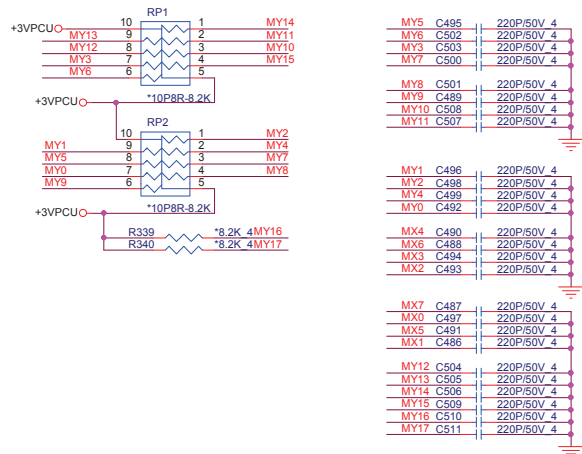 RP1
+3VPCU 10 1 MY14
MY13 9 2 MY11
MY12 8 3 MY10
MY3 7 4 MY15
MY6 6 5
+3VPCU *10P8R-8.2K
RP2
10 1 MY2
MY1 9 2 MY4
MY5 8 3 MY7
MY0 7 4 MY8
MY9 6 5
+3VPCU *10P8R-8.2K
R339 *8.2K_4 MY16
R340 *8.2K_4 MY17
MY5 C495 220P/50V_4
MY6 C502 220P/50V_4
MY3 C503 220P/50V_4
MY7 C500 220P/50V_4
MY8 C501 220P/50V_4
MY9 C489 220P/50V_4
MY10 C508 220P/50V_4
MY11 C507 220P/50V_4
MY1 C496 220P/50V_4
MY2 C498 220P/50V_4
MY4 C499 220P/50V_4
MY0 C492 220P/50V_4
MX4 C490 220P/50V_4
MX6 C488 220P/50V_4
MX3 C494 220P/50V_4
MX2 C493 220P/50V_4
MX7 C487 220P/50V_4
MX0 C497 220P/50V_4
MX5 C491 220P/50V_4
MX1 C486 220P/50V_4
MY12 C504 220P/50V_4
MY13 C505 220P/50V_4
MY14 C506 220P/50V_4
MY15 C509 220P/50V_4
MY16 C510 220P/50V_4
MY17 C511 220P/50V_4